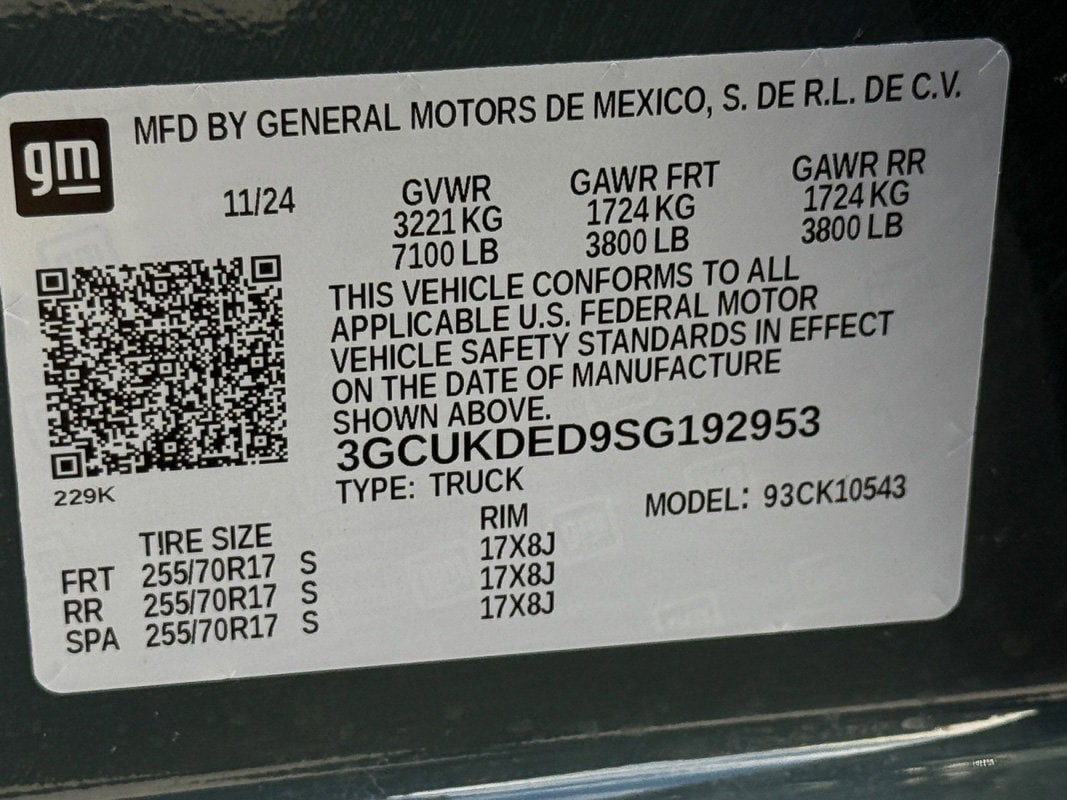 gm
MFD BY GENERAL MOTORS DE MEXICO, S. DE R.L. DE C.V.
11/24 GVWR GAWR FRT GAWR RR
3221 KG 1724 KG 1724 KG
7100 LB 3800 LB 3800 LB
THIS VEHICLE CONFORMS TO ALL
APPLICABLE U.S. FEDERAL MOTOR
VEHICLE SAFETY STANDARDS IN EFFECT
ON THE DATE OF MANUFACTURE
SHOWN ABOVE.
3GCUKDED9SG192953
229K
TYPE: TRUCK MODEL: 93CK10543
TIRE SIZE RIM
FRT 255/70R17 S 17X8J
RR 255/70R17 S 17X8J
SPA 255/70R17 S 17X8J